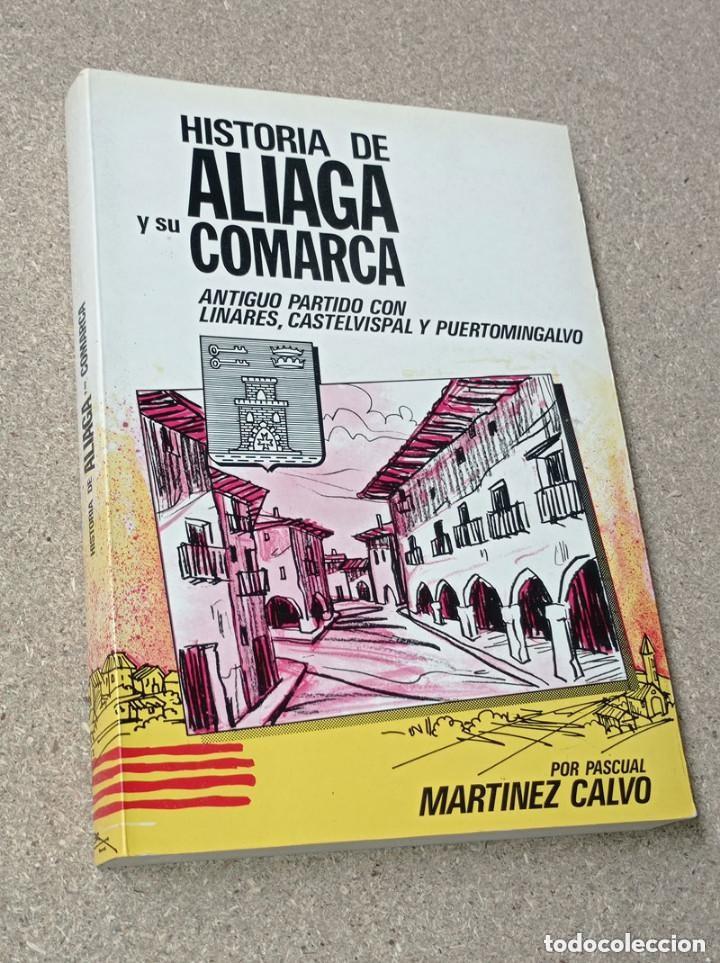 HISTORIA DE
ALIAGA
y su
COMARCA
ANTIGUO PARTIDO CON
LINARES, CASTELVISPAL Y PUERTOMINGALVO
POR PASCUAL
MARTINEZ CALVO
HISTORIA DE ALIAGA - COMARCA
todocoleccion